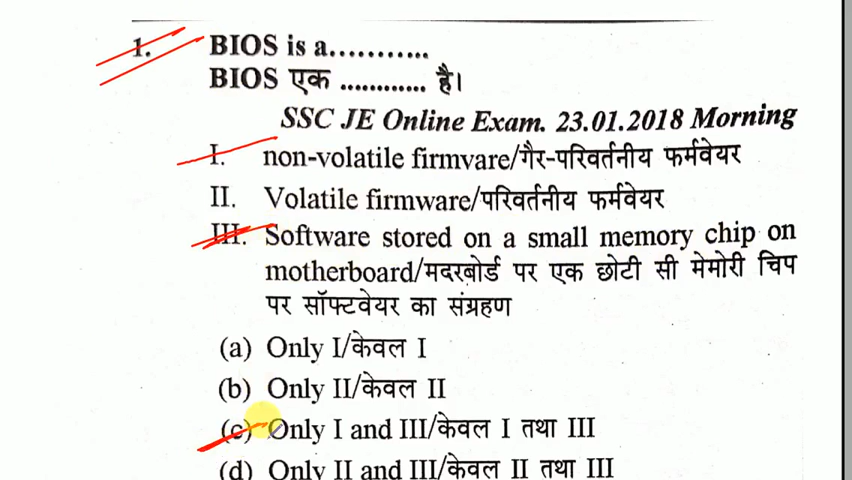 1. BIOS is a...........
BIOS एक ............ है।
SSC JE Online Exam. 23.01.2018 Morning
I. non-volatile firmvare/गैर-परिवर्तनीय फर्मवेयर
II. Volatile firmware/परिवर्तनीय फर्मवेयर
III. Software stored on a small memory chip on
motherboard/मदरबोर्ड पर एक छोटी सी मेमोरी चिप
पर सॉफ्टवेयर का संग्रहण
(a) Only I/केवल I
(b) Only II/केवल II
(c) Only I and III/केवल I तथा III
(d) Only II and III/केवल II तथा III